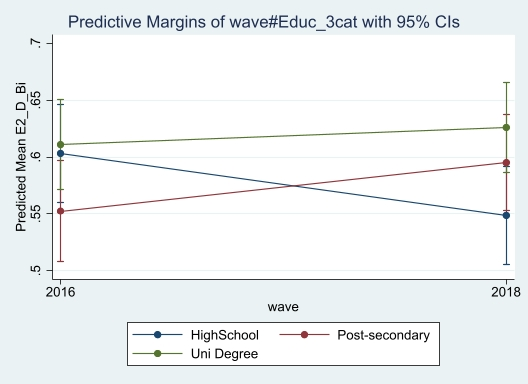 Predictive Margins of wave#Educ_3cat with 95% CIs
Predicted Mean E2_D_Bi
.7
.65
.6
.55
.5
2016 2018
wave
HighSchool Post-secondary
Uni Degree